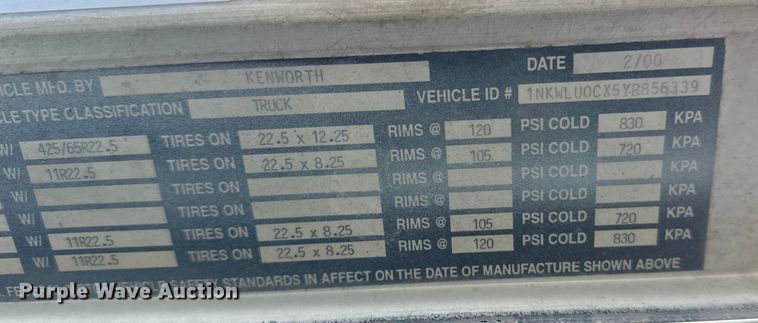 VEHICLE MFD. BY KENWORTH DATE 2/00
TYPE CLASSIFICATION TRUCK VEHICLE ID # 1NKWLU0CX5YR856339
W/ 425/65R22.5 TIRES ON 22.5 x 12.25 RIMS @ 120 PSI COLD 830 KPA
W/ 11R22.5 TIRES ON 22.5 x 8.25 RIMS @ 105 PSI COLD 720 KPA
W/ TIRES ON RIMS @ PSI COLD KPA
W/ TIRES ON RIMS @ PSI COLD KPA
W/ 11R22.5 TIRES ON 22.5 x 8.25 RIMS @ 105 PSI COLD 720 KPA
W/ 11R22.5 TIRES ON 22.5 x 8.25 RIMS @ 120 PSI COLD 830 KPA
SAFETY STANDARDS IN AFFECT ON THE DATE OF MANUFACTURE SHOWN ABOVE
Purple Wave Auction